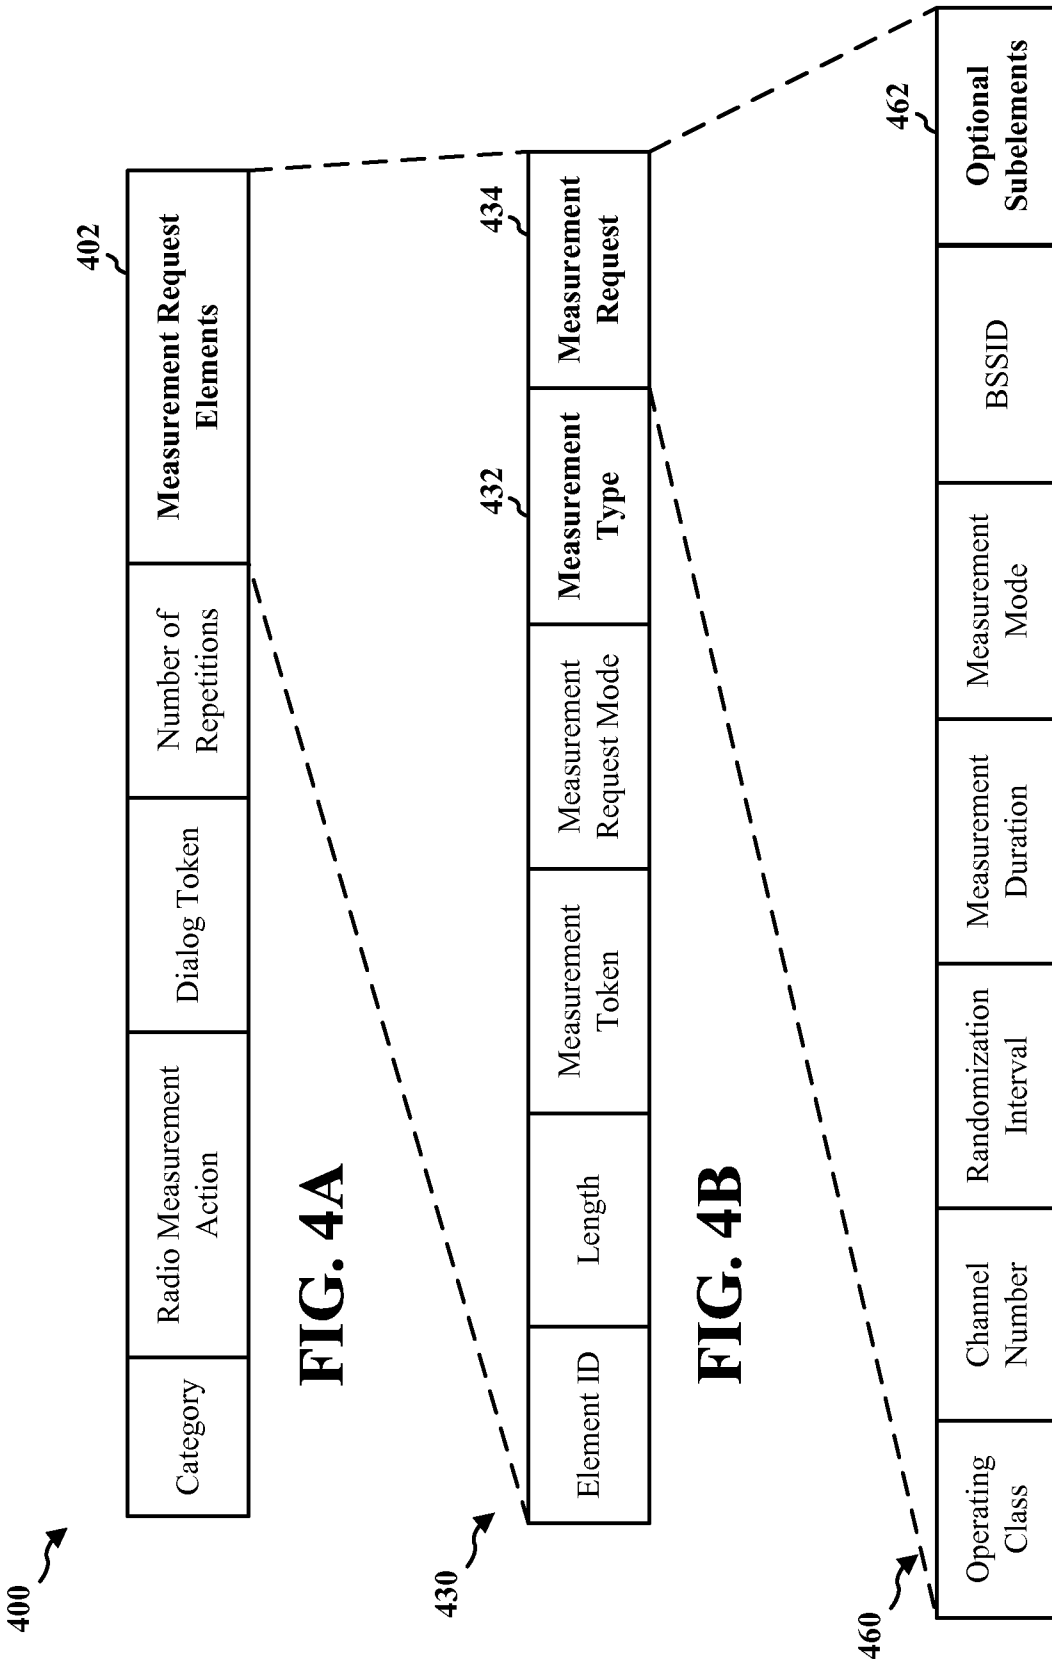 400
402
Category
Radio Measurement
Action
Dialog Token
Number of
Repetitions
Measurement Request
Elements
FIG. 4A
430
432
434
Element ID
Length
Measurement
Token
Measurement
Request Mode
Measurement
Type
Measurement
Request
FIG. 4B
460
462
Operating
Class
Channel
Number
Randomization
Interval
Measurement
Duration
Measurement
Mode
BSSID
Optional
Subelements